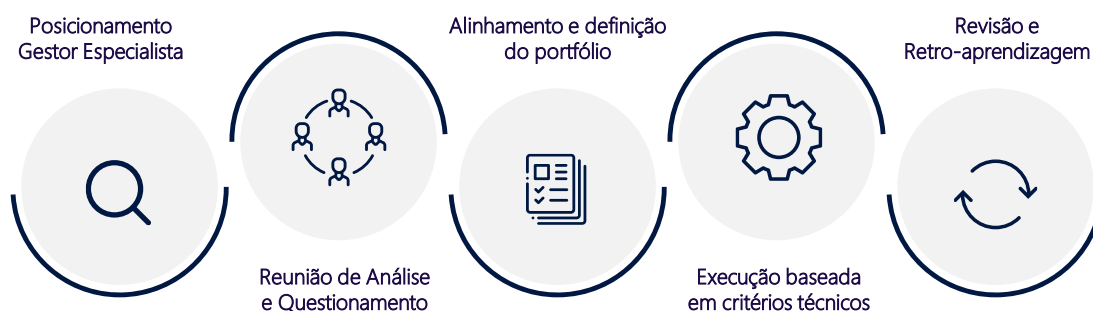 Posicionamento
Gestor Especialista
Reunião de Análise
e Questionamento
Alinhamento e definição
do portfólio
Execução baseada
em critérios técnicos
Revisão e
Retro-aprendizagem